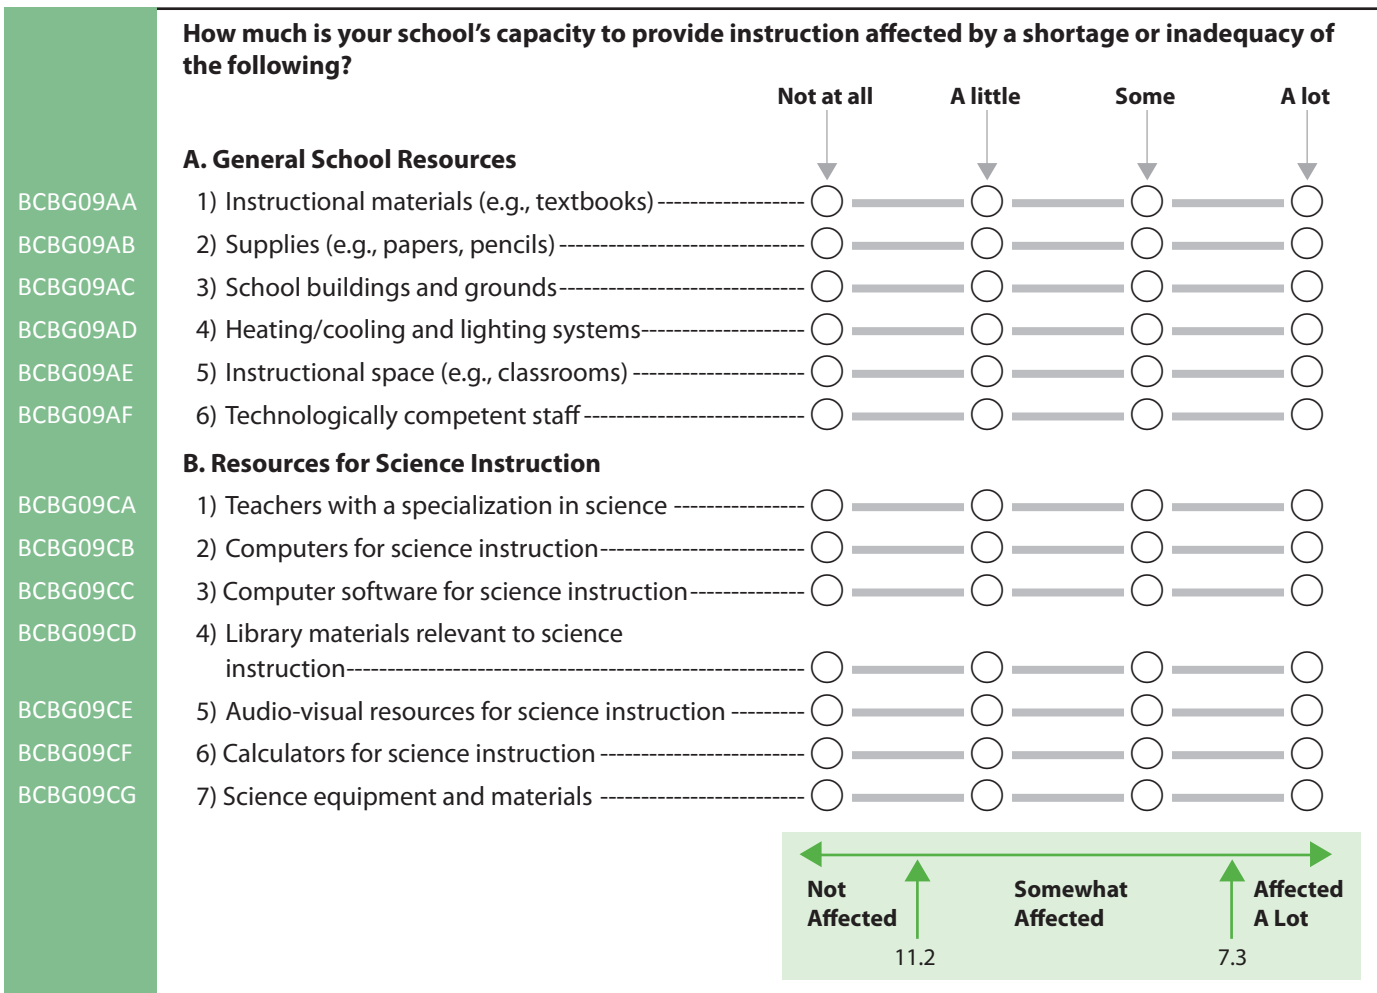 How much is your school's capacity to provide instruction affected by a shortage or inadequacy of
the following?
Not at all A little Some A lot
A. General School Resources
BCBG09AA 1) Instructional materials (e.g., textbooks)
BCBG09AB 2) Supplies (e.g., papers, pencils)
BCBG09AC 3) School buildings and grounds
BCBG09AD 4) Heating/cooling and lighting systems
BCBG09AE 5) Instructional space (e.g., classrooms)
BCBG09AF 6) Technologically competent staff
B. Resources for Science Instruction
BCBG09CA 1) Teachers with a specialization in science
BCBG09CB 2) Computers for science instruction
BCBG09CC 3) Computer software for science instruction
BCBG09CD 4) Library materials relevant to science
instruction
BCBG09CE 5) Audio-visual resources for science instruction
BCBG09CF 6) Calculators for science instruction
BCBG09CG 7) Science equipment and materials
Not Somewhat Affected
Affected Affected A Lot
11.2 7.3